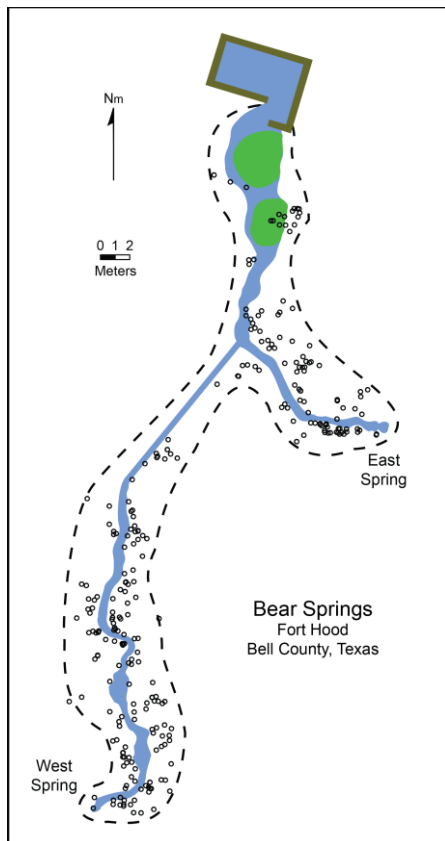 Nm
0 1 2
Meters
East
Spring
Bear Springs
Fort Hood
Bell County, Texas
West
Spring